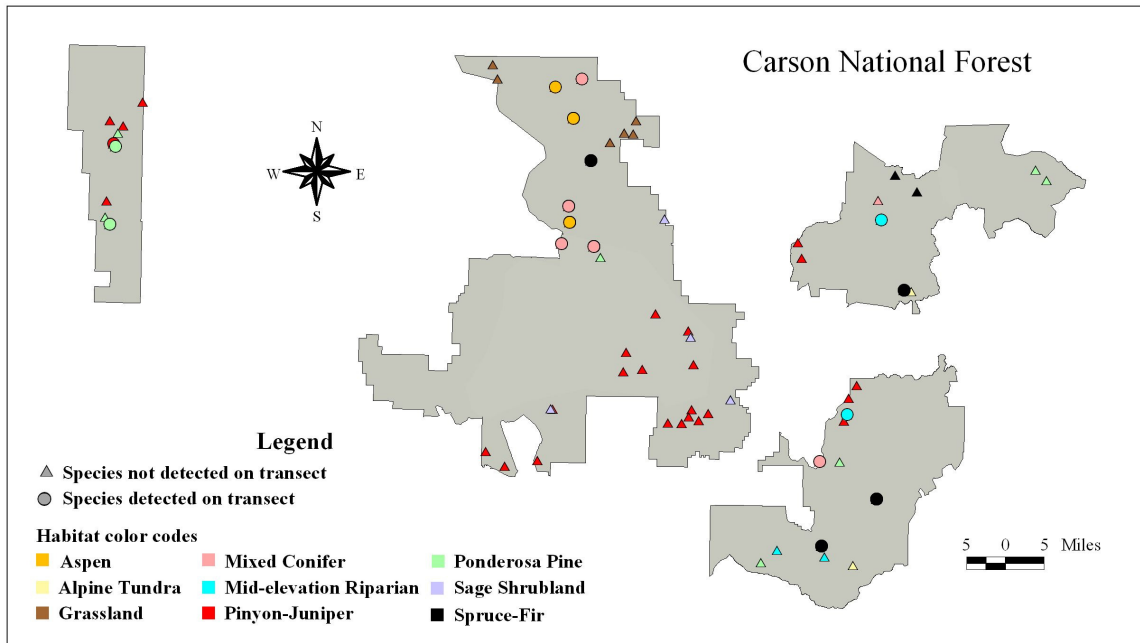 Carson National Forest
N
W E
S
Legend
Species not detected on transect
Species detected on transect
Habitat color codes
Aspen Mixed Conifer Ponderosa Pine
Alpine Tundra Mid-elevation Riparian Sage Shrubland
Grassland Pinyon-Juniper Spruce-Fir
5 0 5 Miles